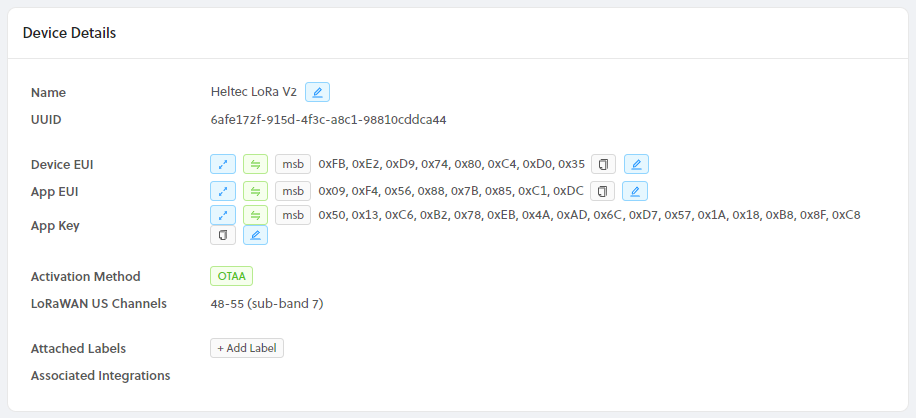 Device Details
Name Heltec LoRa V2
UUID 6afe172f-915d-4f3c-a8c1-98810cddca44
Device EUI msb 0xFB, 0xE2, 0xD9, 0x74, 0x80, 0xC4, 0xD0, 0x35
App EUI msb 0x09, 0xF4, 0x56, 0x88, 0x7B, 0x85, 0xC1, 0xDC
App Key msb 0x50, 0x13, 0xC6, 0xB2, 0x78, 0xEB, 0x4A, 0xAD, 0x6C, 0xD7, 0x57, 0x1A, 0x18, 0xB8, 0x8F, 0xC8
Activation Method OTAA
LoRaWAN US Channels 48-55 (sub-band 7)
Attached Labels + Add Label
Associated Integrations